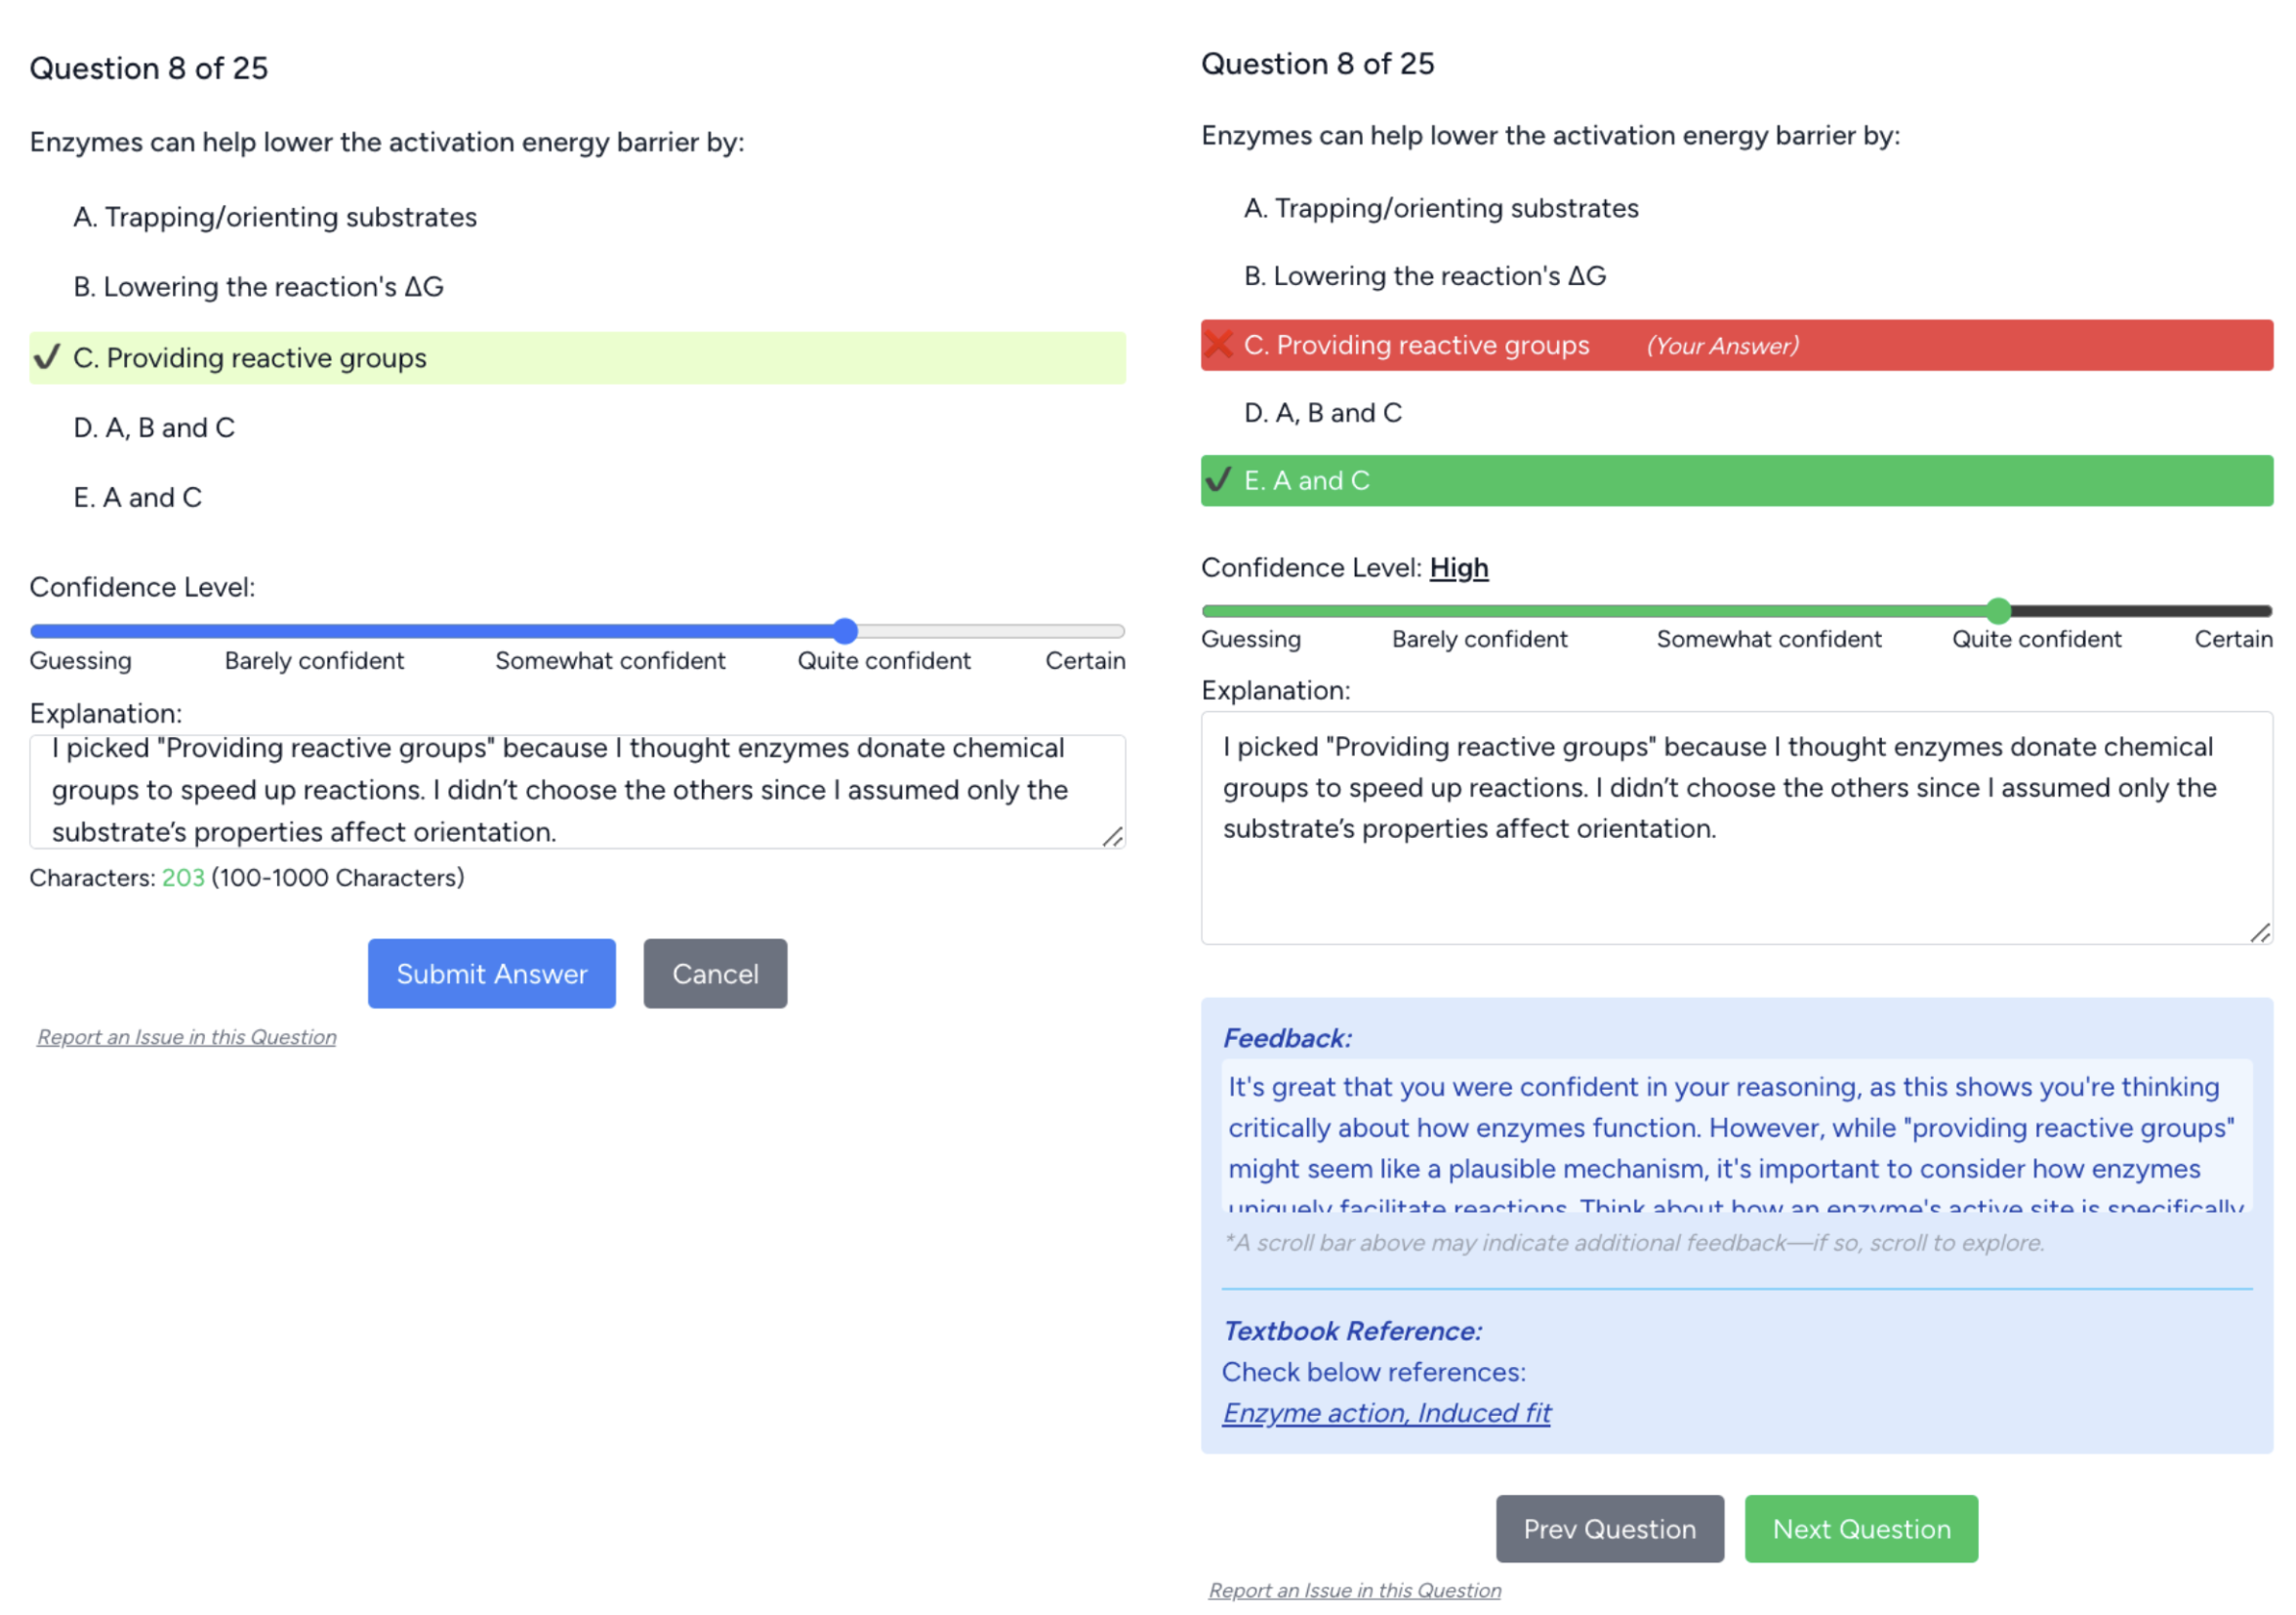 Question 8 of 25
Enzymes can help lower the activation energy barrier by:
A. Trapping/orienting substrates
B. Lowering the reaction's ΔG
✔ C. Providing reactive groups
D. A, B and C
E. A and C
Confidence Level:
Guessing Barely confident Somewhat confident Quite confident Certain
Explanation:
I picked "Providing reactive groups" because I thought enzymes donate chemical
groups to speed up reactions. I didn’t choose the others since I assumed only the
substrate’s properties affect orientation.
Characters: 203 (100-1000 Characters)
Submit Answer Cancel
Report an Issue in this Question
Question 8 of 25
Enzymes can help lower the activation energy barrier by:
A. Trapping/orienting substrates
B. Lowering the reaction's ΔG
❌ C. Providing reactive groups (Your Answer)
D. A, B and C
✔ E. A and C
Confidence Level: High
Guessing Barely confident Somewhat confident Quite confident Certain
Explanation:
I picked "Providing reactive groups" because I thought enzymes donate chemical
groups to speed up reactions. I didn’t choose the others since I assumed only the
substrate’s properties affect orientation.
Feedback:
It's great that you were confident in your reasoning, as this shows you're thinking
critically about how enzymes function. However, while "providing reactive groups"
might seem like a plausible mechanism, it's important to consider how enzymes
uniquely facilitate reactions. Think about how an enzyme's active site is specifically
*A scroll bar above may indicate additional feedback—if so, scroll to explore.
Textbook Reference:
Check below references:
Enzyme action, Induced fit
Prev Question Next Question
Report an Issue in this Question